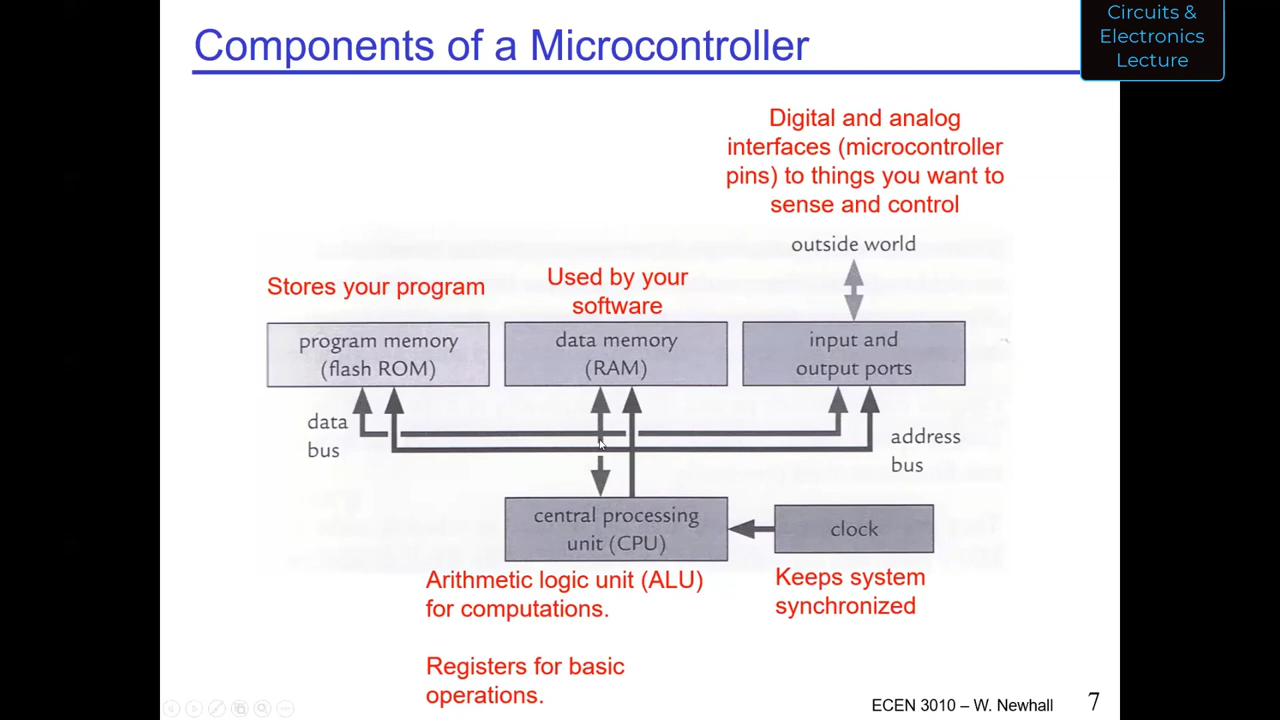 Components of a Microcontroller
Circuits &
Electronics
Lecture
Digital and analog
interfaces (microcontroller
pins) to things you want to
sense and control
outside world
Stores your program
Used by your
software
program memory
(flash ROM)
data memory
(RAM)
input and
output ports
data
bus
address
bus
central processing
unit (CPU)
clock
Arithmetic logic unit (ALU)
for computations.
Keeps system
synchronized
Registers for basic
operations.
ECEN 3010 – W. Newhall
7